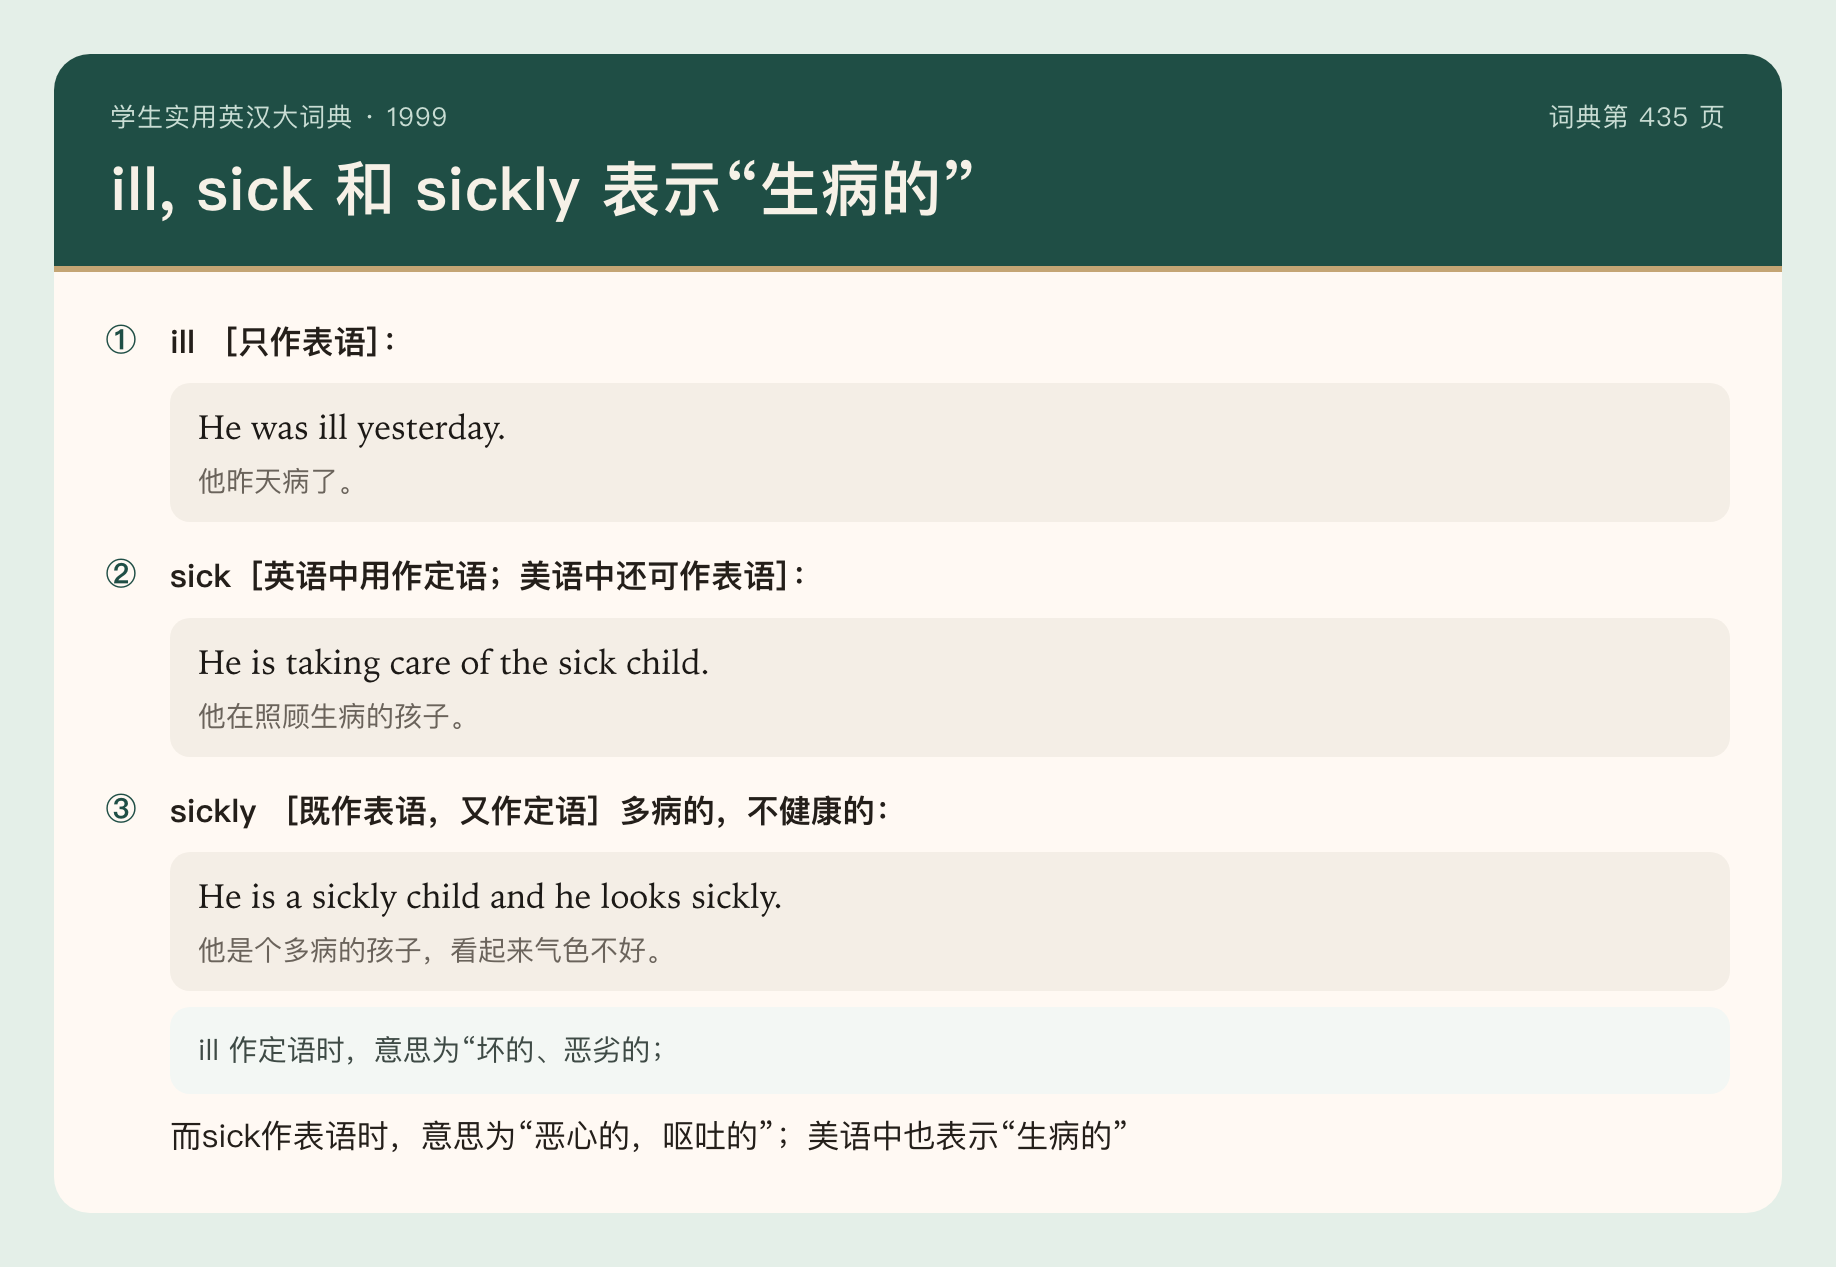 学生实用英汉大词典 · 1999
词典第 435 页
ill, sick 和 sickly 表示“生病的”
① ill ［只作表语］：
He was ill yesterday.
他昨天病了。
② sick［英语中用作定语；美语中还可作表语］：
He is taking care of the sick child.
他在照顾生病的孩子。
③ sickly ［既作表语，又作定语］多病的，不健康的：
He is a sickly child and he looks sickly.
他是个多病的孩子，看起来气色不好。
ill 作定语时，意思为“坏的、恶劣的；
而sick作表语时，意思为“恶心的，呕吐的”；美语中也表示“生病的”